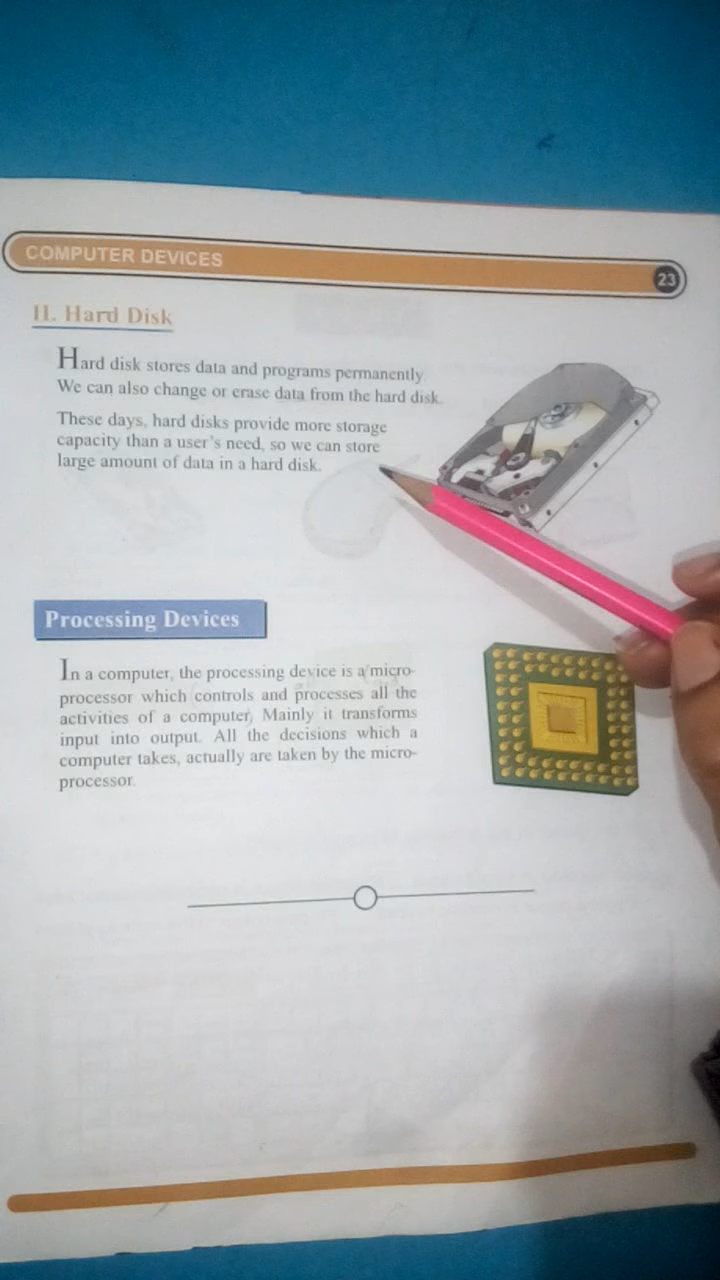 COMPUTER DEVICES
23
II. Hard Disk
Hard disk stores data and programs permanently.
We can also change or erase data from the hard disk.
These days, hard disks provide more storage
capacity than a user's need, so we can store
large amount of data in a hard disk.
Processing Devices
In a computer, the processing device is a micro-
processor which controls and processes all the
activities of a computer. Mainly it transforms
input into output. All the decisions which a
computer takes, actually are taken by the micro-
processor.